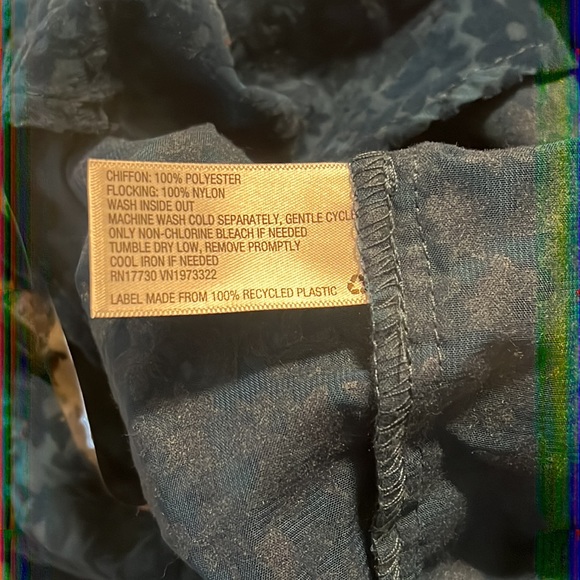 CHIFFON: 100% POLYESTER
FLOCKING: 100% NYLON
WASH INSIDE OUT
MACHINE WASH COLD SEPARATELY, GENTLE CYCLE
ONLY NON-CHLORINE BLEACH IF NEEDED
TUMBLE DRY LOW, REMOVE PROMPTLY
COOL IRON IF NEEDED
RN17730 VN1973322
LABEL MADE FROM 100% RECYCLED PLASTIC